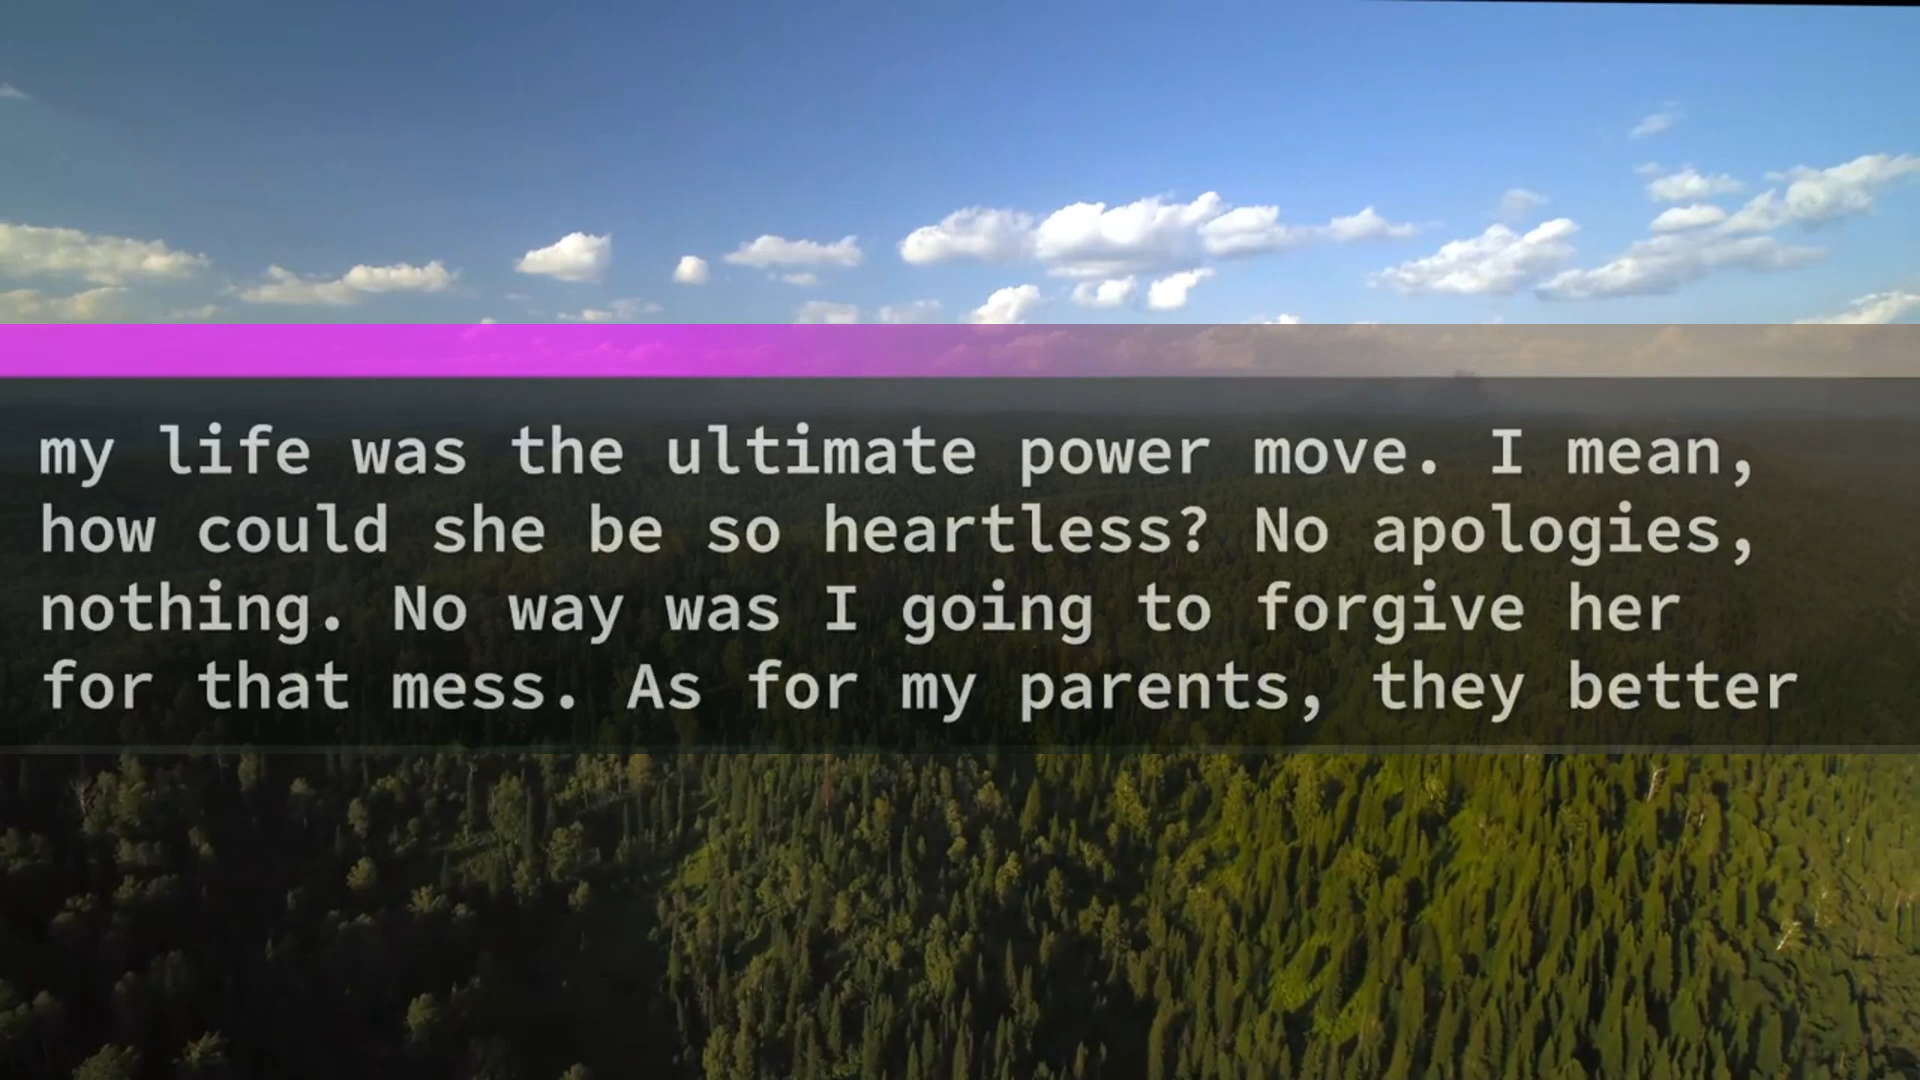 my life was the ultimate power move. I mean,
how could she be so heartless? No apologies,
nothing. No way was I going to forgive her
for that mess. As for my parents, they better